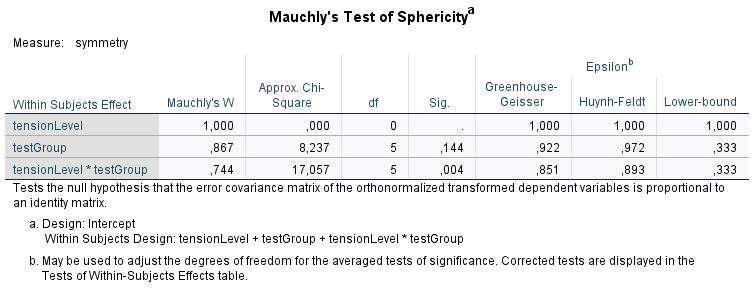 Mauchly's Test of Sphericity^a
Measure: symmetry
Epsilon^b
Within Subjects Effect Mauchly's W Approx. Chi-Square df Sig. Greenhouse-Geisser Huynh-Feldt Lower-bound
tensionLevel 1,000 ,000 0 . 1,000 1,000 1,000
testGroup ,867 8,237 5 ,144 ,922 ,972 ,333
tensionLevel * testGroup ,744 17,057 5 ,004 ,851 ,893 ,333
Tests the null hypothesis that the error covariance matrix of the orthonormalized transformed dependent variables is proportional to
an identity matrix.
a. Design: Intercept
Within Subjects Design: tensionLevel + testGroup + tensionLevel * testGroup
b. May be used to adjust the degrees of freedom for the averaged tests of significance. Corrected tests are displayed in the
Tests of Within-Subjects Effects table.